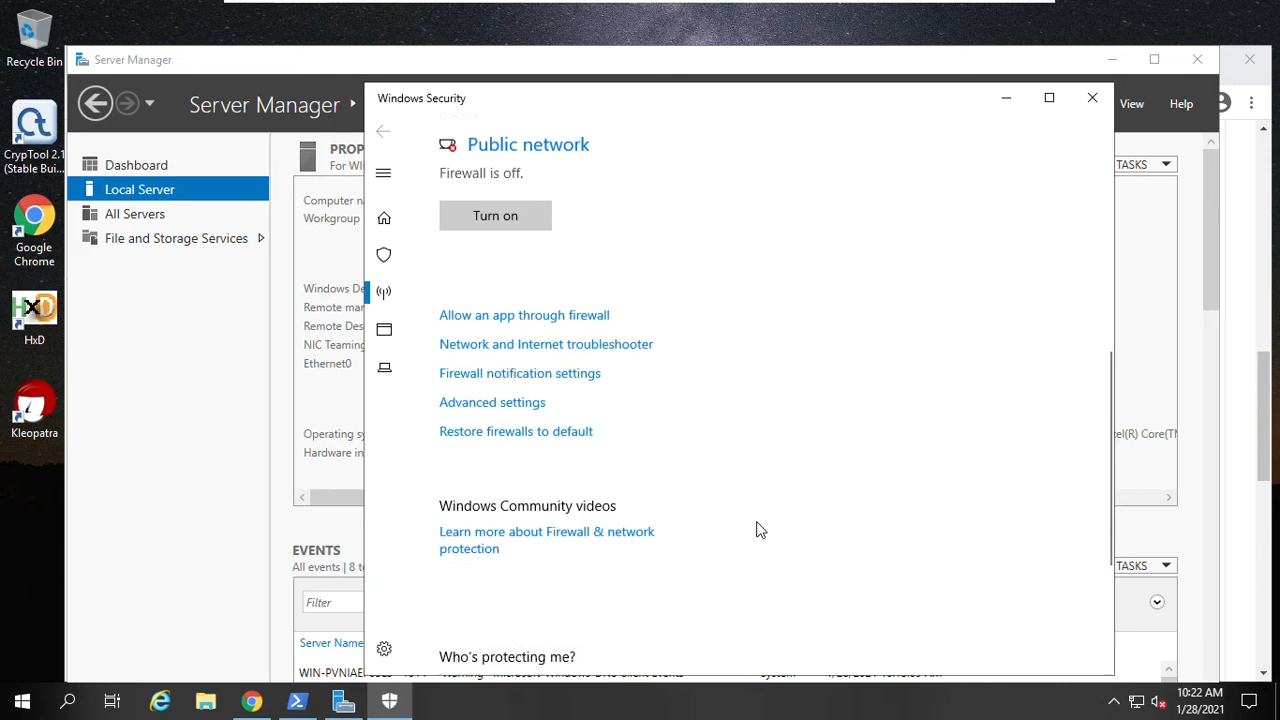 Recycle Bin
CrypTool 2.1
(Stable Buil...
Google
Chrome
HxD
Kleopatra
Server Manager
Server Manager
View
Help
Dashboard
Local Server
All Servers
File and Storage Services
PROP
For WI
TASKS
Computer n
Workgroup
Windows De
Remote ma
Remote Des
NIC Teaming
Ethernet0
Operating sy
Hardware in
tel(R) Core(TM
EVENTS
All events | 8 t
TASKS
Filter
Server Name
Windows Security
Public network
Firewall is off.
Turn on
Allow an app through firewall
Network and Internet troubleshooter
Firewall notification settings
Advanced settings
Restore firewalls to default
Windows Community videos
Learn more about Firewall & network
protection
Who's protecting me?
10:22 AM
1/28/2021